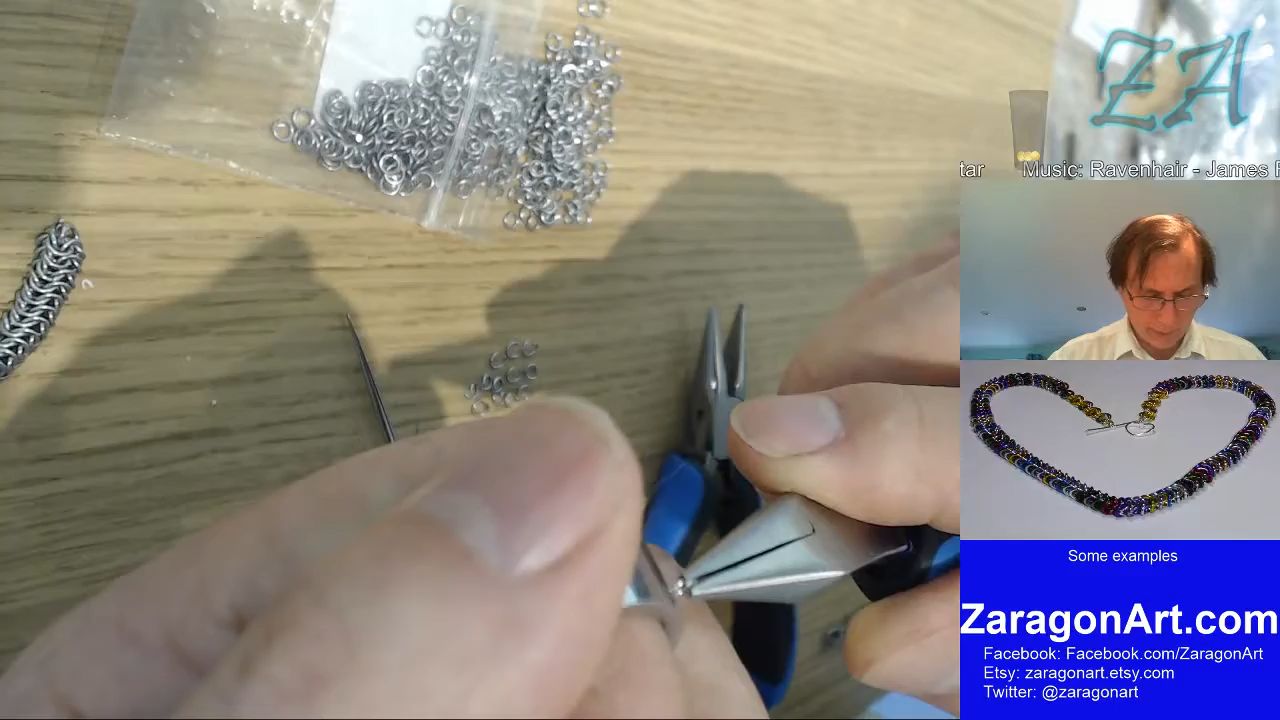 ZA
tar Music: Ravenhair - James
Some examples
ZaragonArt.com
Facebook: Facebook.com/ZaragonArt
Etsy: zaragonart.etsy.com
Twitter: @zaragonart